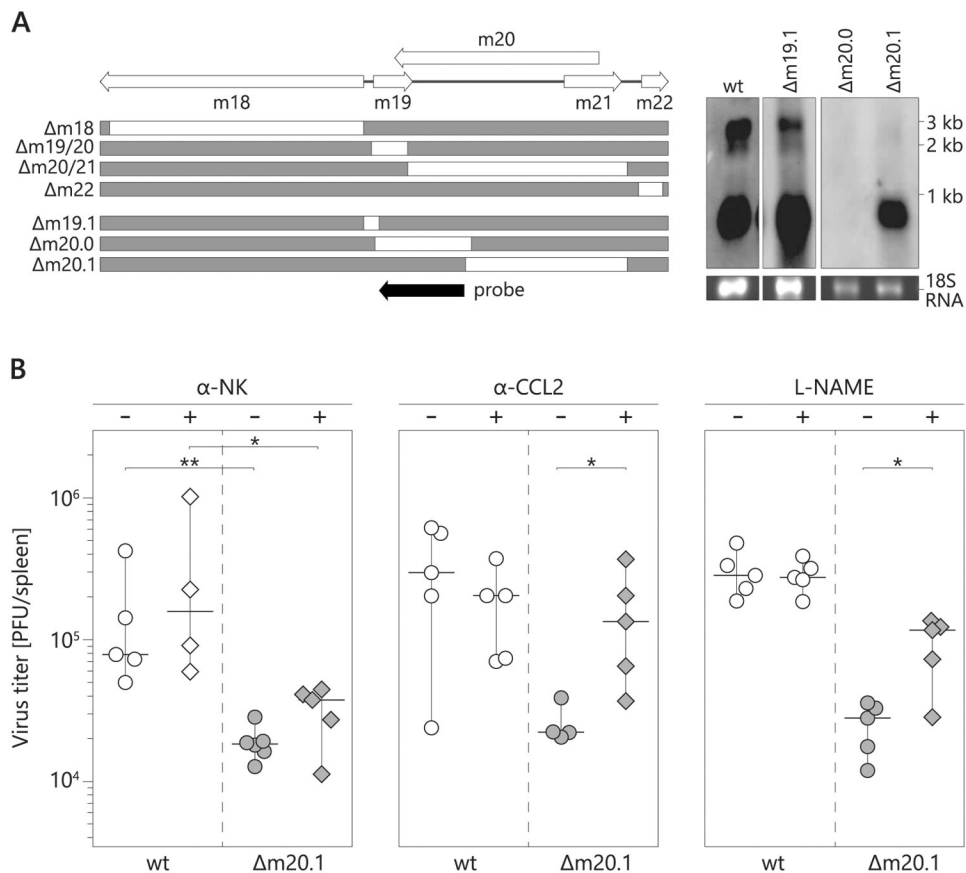 A
m20
m18 m19 m21 m22
Δm18
Δm19/20
Δm20/21
Δm22
Δm19.1
Δm20.0
Δm20.1
probe
wt Δm19.1 Δm20.0 Δm20.1
3 kb
2 kb
1 kb
18S
RNA
B
α-NK α-CCL2 L-NAME
– + – + – + – + – + – +
* ** * *
Virus titer [PFU/spleen]
10⁶
10⁵
10⁴
wt Δm20.1 wt Δm20.1 wt Δm20.1